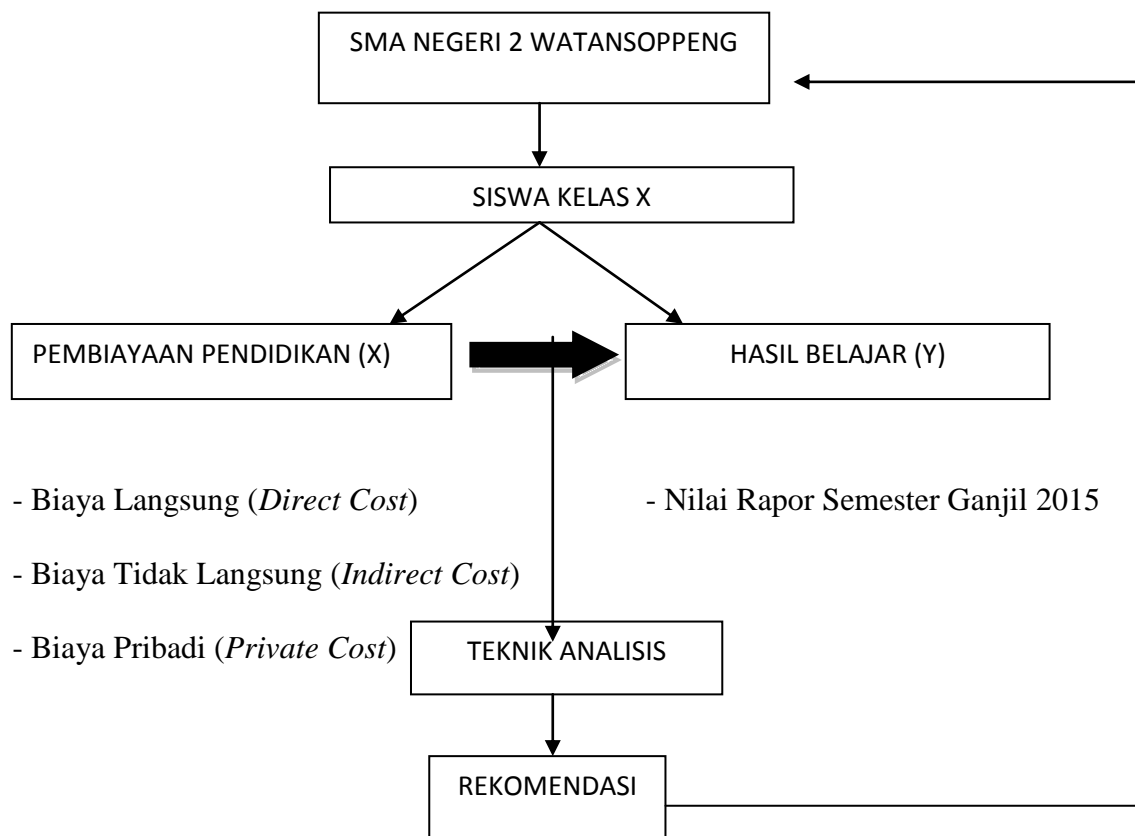 SMA NEGERI 2 WATANSOPPENG
SISWA KELAS X
PEMBIAYAAN PENDIDIKAN (X)
HASIL BELAJAR (Y)
- Biaya Langsung (Direct Cost)
- Nilai Rapor Semester Ganjil 2015
- Biaya Tidak Langsung (Indirect Cost)
- Biaya Pribadi (Private Cost)
TEKNIK ANALISIS
REKOMENDASI